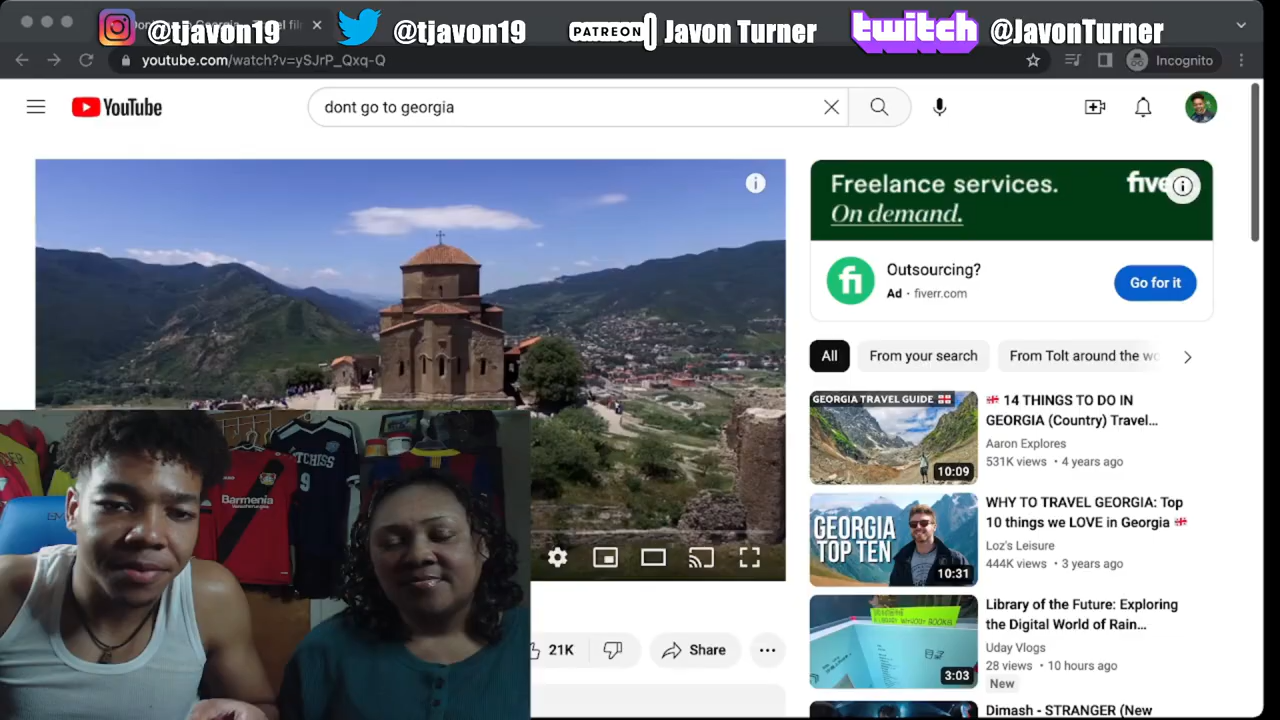 @tjavon19
@tjavon19
PATREON
Javon Turner
twitch
@JavonTurner
youtube.com/watch?v=ySJrP_Qxq-Q
Incognito
YouTube
dont go to georgia
Freelance services.
On demand.
five
Outsourcing?
Ad · fiverr.com
Go for it
fi
All
From your search
From Tolt around the wo
GEORGIA TRAVEL GUIDE
10:09
14 THINGS TO DO IN
GEORGIA (Country) Travel...
Aaron Explores
531K views • 4 years ago
GEORGIA
TOP TEN
10:31
WHY TO TRAVEL GEORGIA: Top
10 things we LOVE in Georgia
Loz's Leisure
444K views • 3 years ago
3:03
Library of the Future: Exploring
the Digital World of Rain...
Uday Vlogs
28 views • 10 hours ago
New
Dimash - STRANGER (New
21K
Share
Barmenia
TCHISS
9